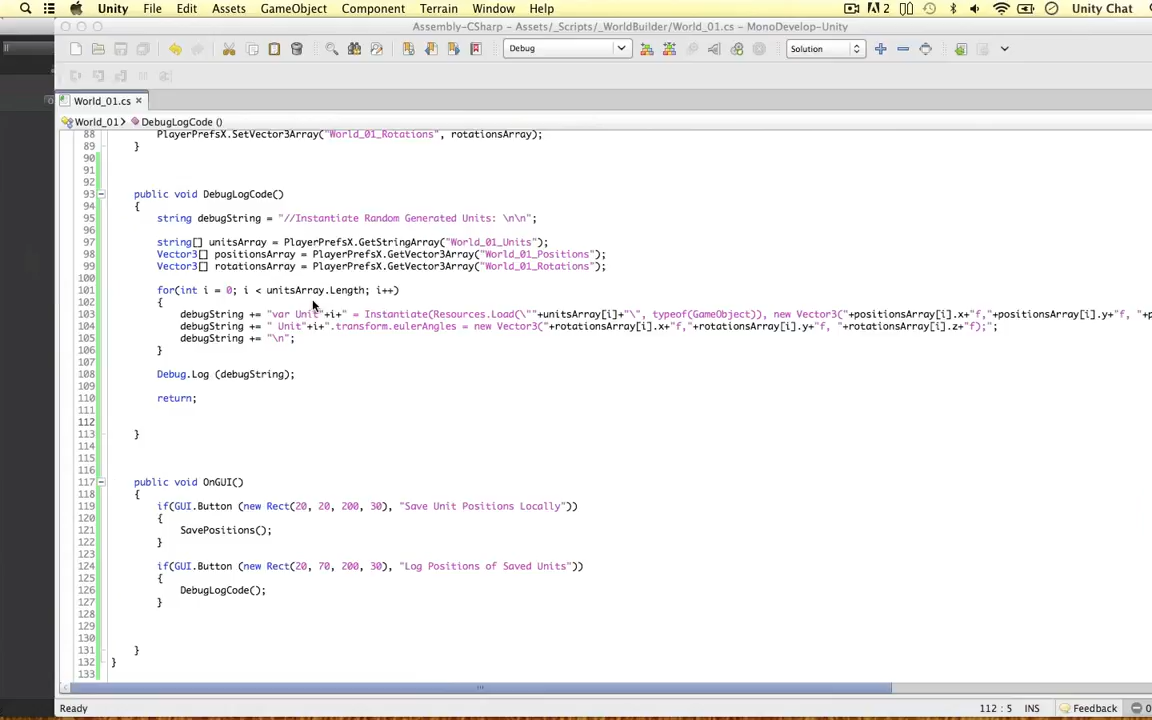 Unity File Edit Assets GameObject Component Terrain Window Help 2 Unity Chat
Assembly-CSharp - Assets/_Scripts/_WorldBuilder/World_01.cs - MonoDevelop-Unity
Debug Solution
World_01.cs ×
World_01 DebugLogCode ()
88 PlayerPrefsX.SetVector3Array("World_01_Rotations", rotationsArray);
89 }
90
91
92
93 public void DebugLogCode()
94 {
95 string debugString = "//Instantiate Random Generated Units: \n\n";
96
97 string[] unitsArray = PlayerPrefsX.GetStringArray("World_01_Units");
98 Vector3[] positionsArray = PlayerPrefsX.GetVector3Array("World_01_Positions");
99 Vector3[] rotationsArray = PlayerPrefsX.GetVector3Array("World_01_Rotations");
100
101 for(int i = 0; i < unitsArray.Length; i++)
102 {
103 debugString += "var Unit"+i+" = Instantiate(Resources.Load(\""+unitsArray[i]+"\", typeof(GameObject)), new Vector3("+positionsArray[i].x+"f,"+positionsArray[i].y+"f, "+p
104 debugString += " Unit"+i+".transform.eulerAngles = new Vector3("+rotationsArray[i].x+"f,"+rotationsArray[i].y+"f, "+rotationsArray[i].z+"f);";
105 debugString += "\n";
106 }
107
108 Debug.Log (debugString);
109
110 return;
111
112
113 }
114
115
116
117 public void OnGUI()
118 {
119 if(GUI.Button (new Rect(20, 20, 200, 30), "Save Unit Positions Locally"))
120 {
121 SavePositions();
122 }
123
124 if(GUI.Button (new Rect(20, 70, 200, 30), "Log Positions of Saved Units"))
125 {
126 DebugLogCode();
127 }
128
129
130
131 }
132 }
133
Ready 112 : 5 INS Feedback 0